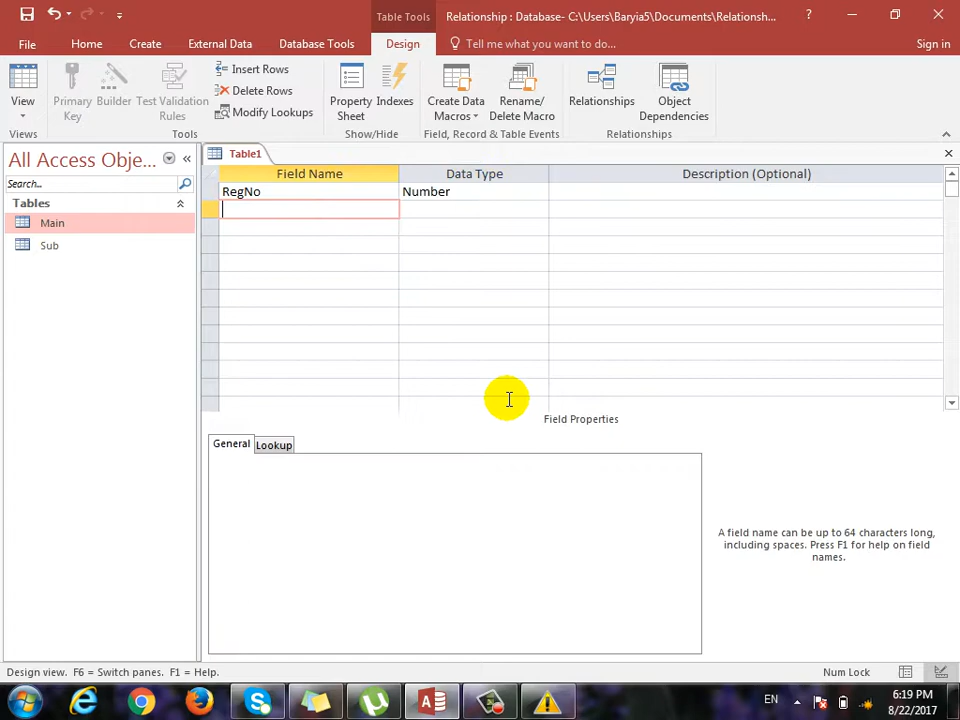 Table Tools
Relationship : Database- C:\Users\Baryia5\Documents\Relationsh...
?
File
Home
Create
External Data
Database Tools
Design
Tell me what you want to do...
Sign in
View
Primary Key
Builder
Test Validation Rules
Insert Rows
Delete Rows
Modify Lookups
Property Sheet
Indexes
Create Data Macros
Rename/ Delete Macro
Relationships
Object Dependencies
Views
Tools
Show/Hide
Field, Record & Table Events
Relationships
All Access Obje...
Search...
Tables
Main
Sub
Table1
Field Name
Data Type
Description (Optional)
RegNo
Number
Field Properties
General
Lookup
A field name can be up to 64 characters long,
including spaces. Press F1 for help on field
names.
Design view. F6 = Switch panes. F1 = Help.
Num Lock
EN
6:19 PM
8/22/2017